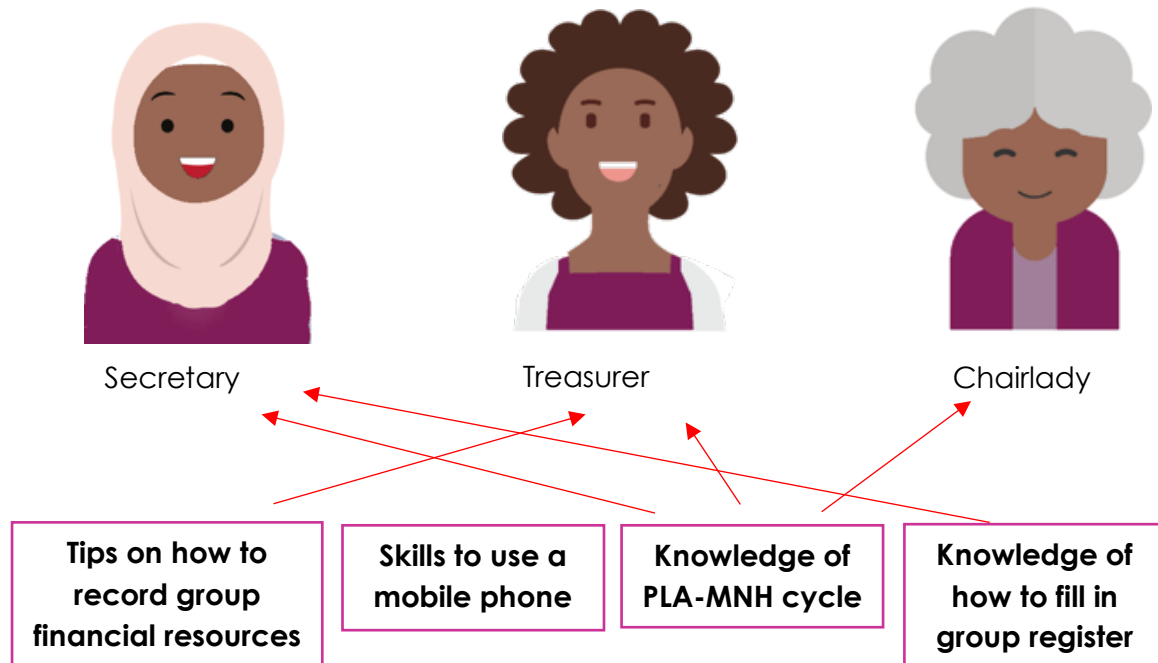 Secretary
Treasurer
Chairlady
Tips on how to
record group
financial resources
Skills to use a
mobile phone
Knowledge of
PLA-MNH cycle
Knowledge of
how to fill in
group register